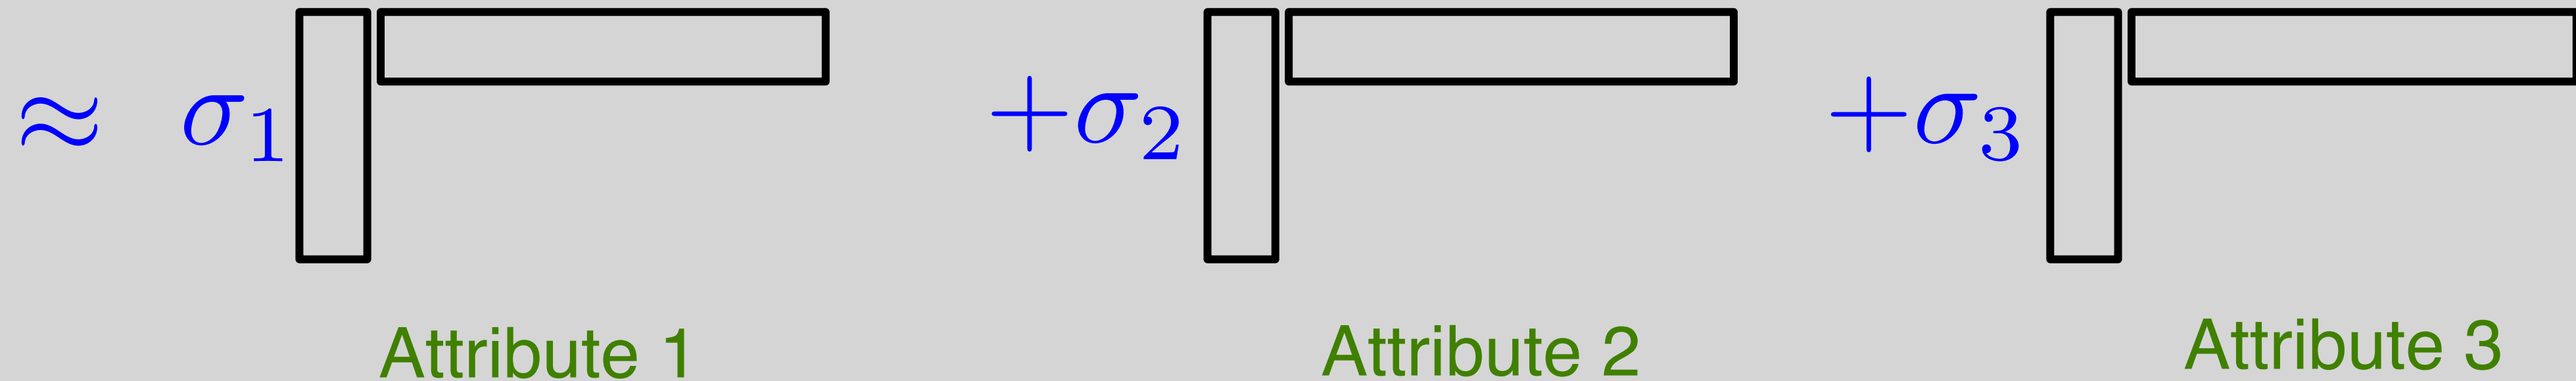 ≈ σ1 +σ2 +σ3
Attribute 1 Attribute 2 Attribute 3